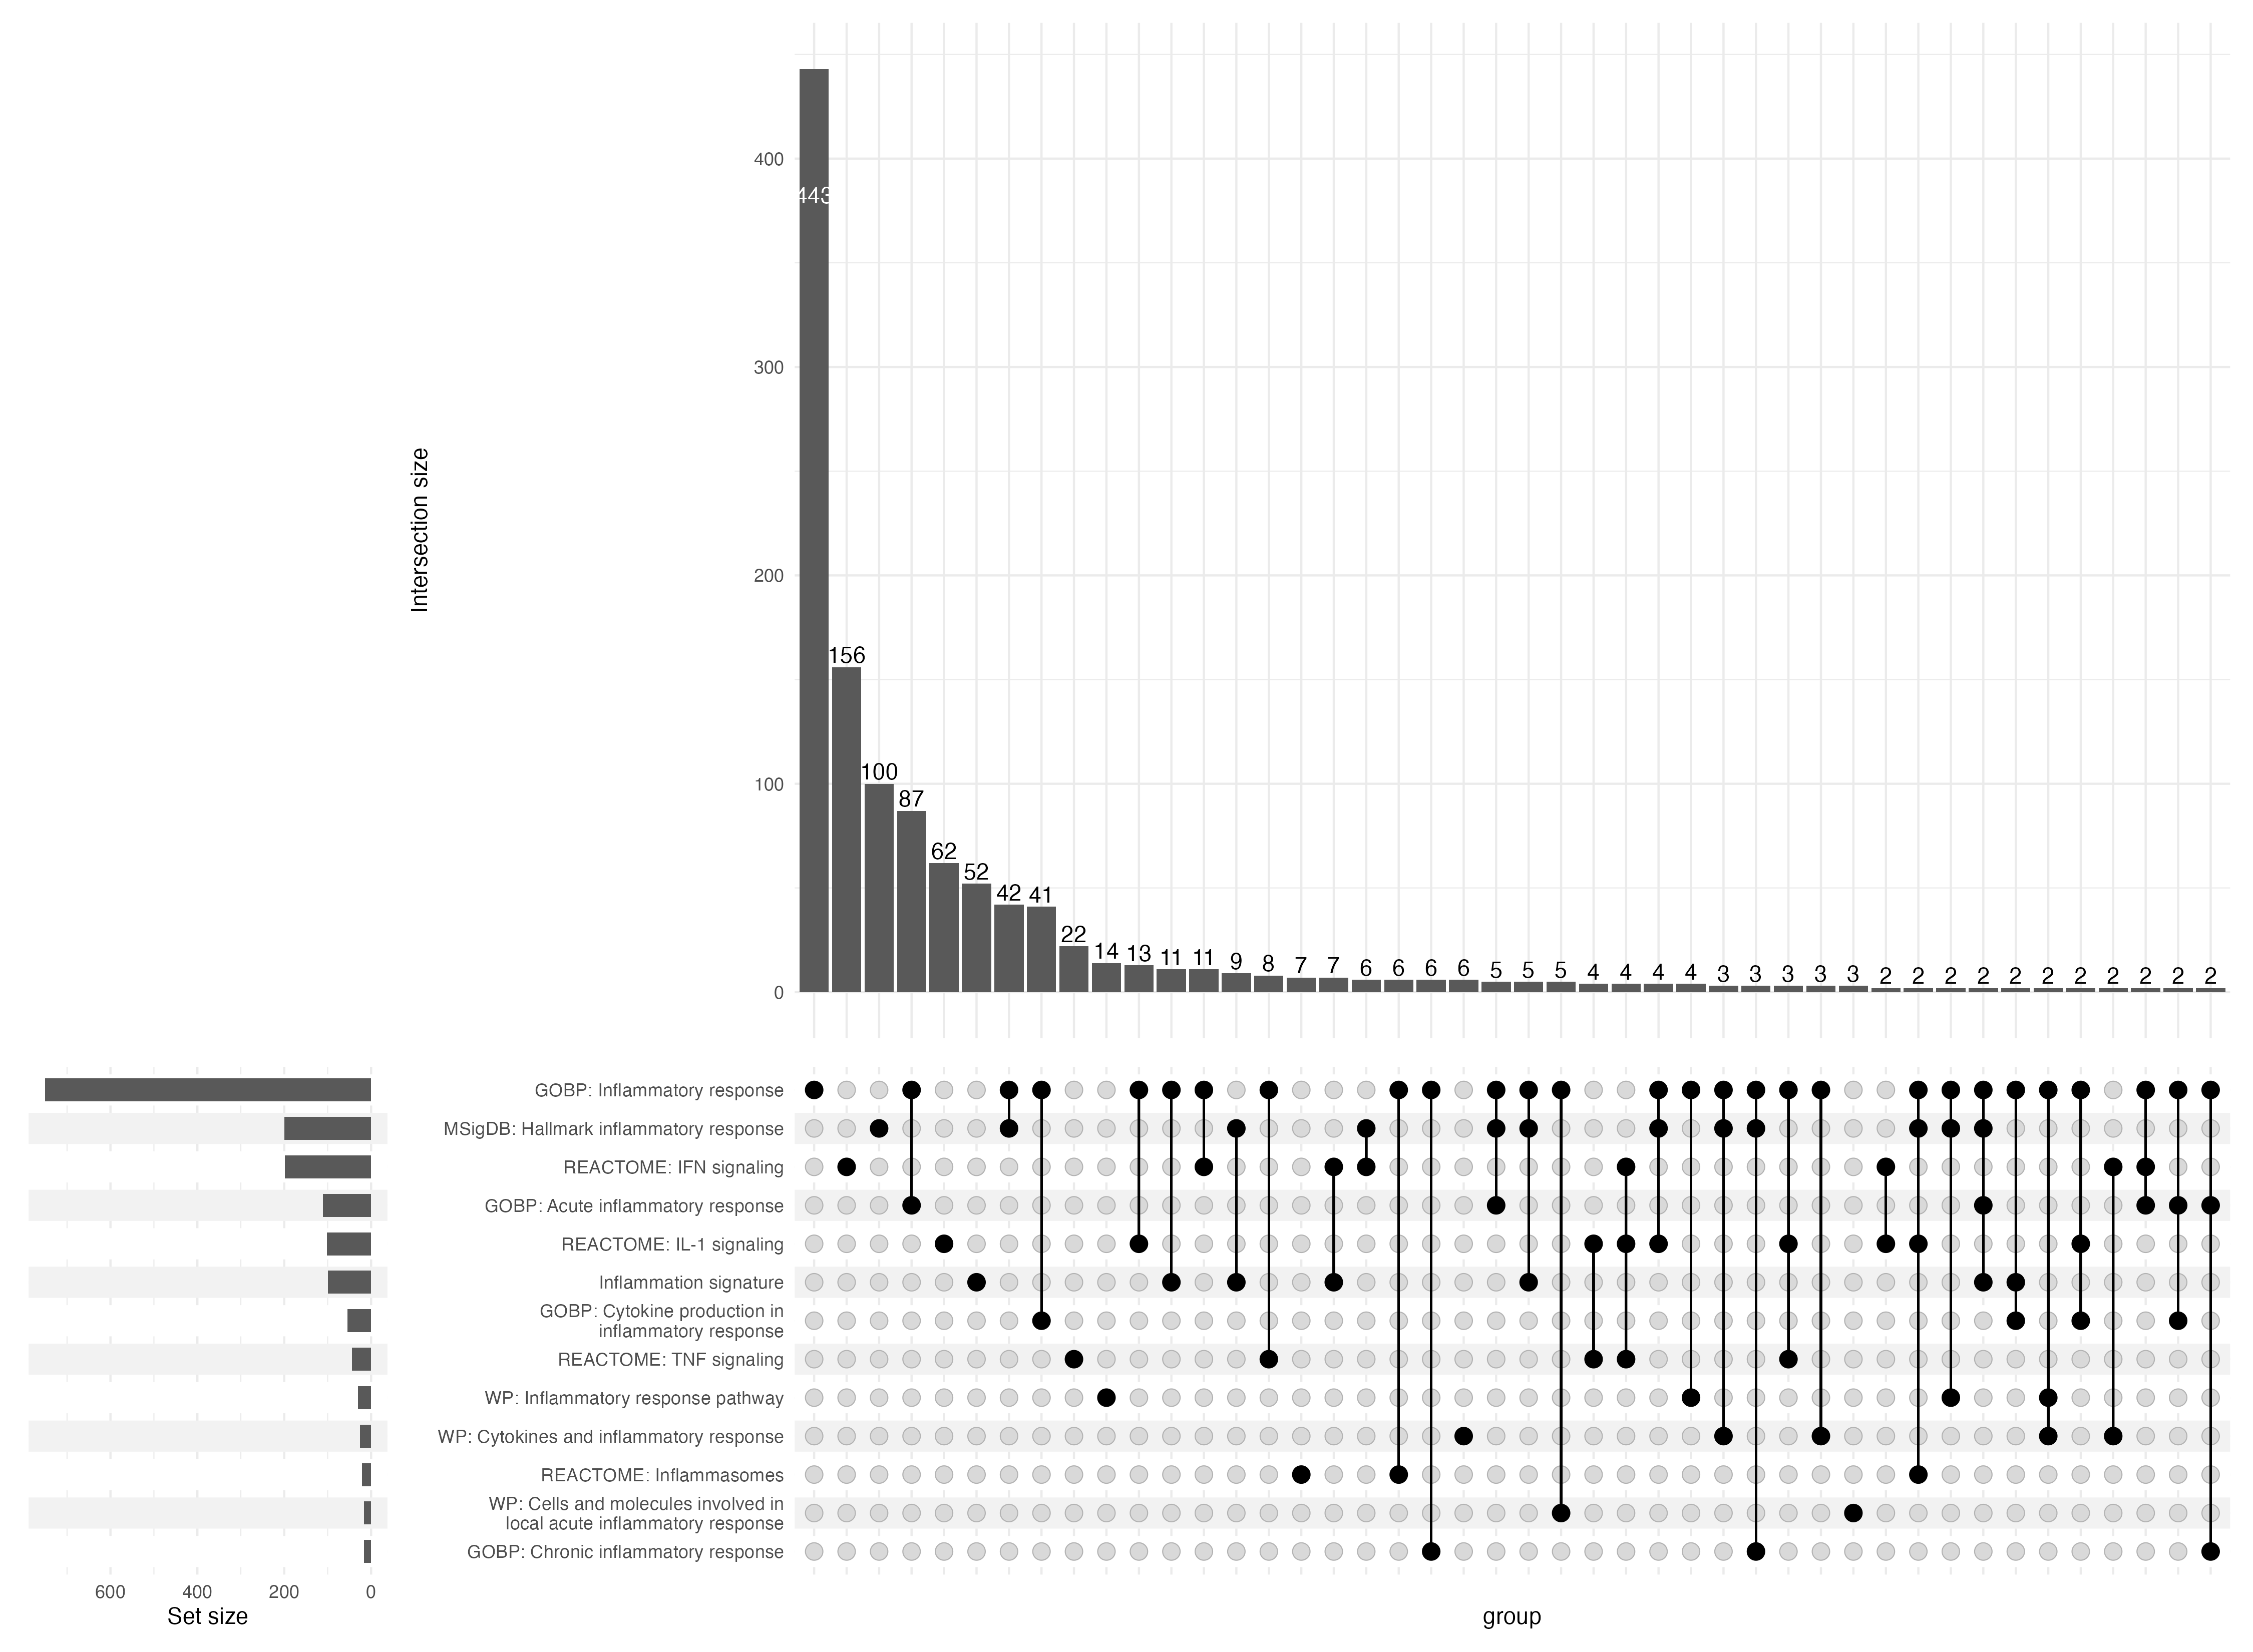 400
300
200
100
0
Intersection size
443
156
100
87
62
52
42
41
22
14
13
11
11
9
8
7
7
6
6
6
6
5
5
5
4
4
4
4
3
3
3
3
3
2
2
2
2
2
2
2
2
2
2
2
GOBP: Inflammatory response
MSigDB: Hallmark inflammatory response
REACTOME: IFN signaling
GOBP: Acute inflammatory response
REACTOME: IL-1 signaling
Inflammation signature
GOBP: Cytokine production in
inflammatory response
REACTOME: TNF signaling
WP: Inflammatory response pathway
WP: Cytokines and inflammatory response
REACTOME: Inflammasomes
WP: Cells and molecules involved in
local acute inflammatory response
GOBP: Chronic inflammatory response
600 400 200 0
Set size
group